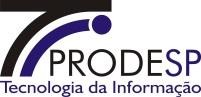 PRODESP
Tecnologia da Informação